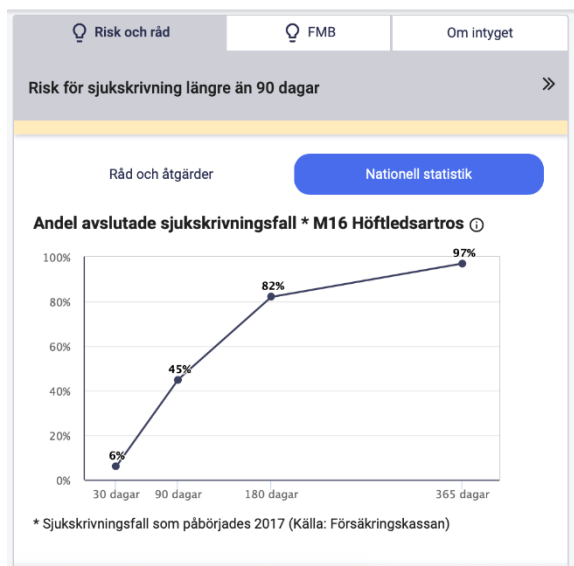 Risk och råd
FMB
Om intyget
Risk för sjukskrivning längre än 90 dagar
Råd och åtgärder
Nationell statistik
Andel avslutade sjukskrivningsfall * M16 Höftledsartros
100%
80%
60%
40%
20%
0%
6%
45%
82%
97%
30 dagar
90 dagar
180 dagar
365 dagar
* Sjukskrivningsfall som påbörjades 2017 (Källa: Försäkringskassan)